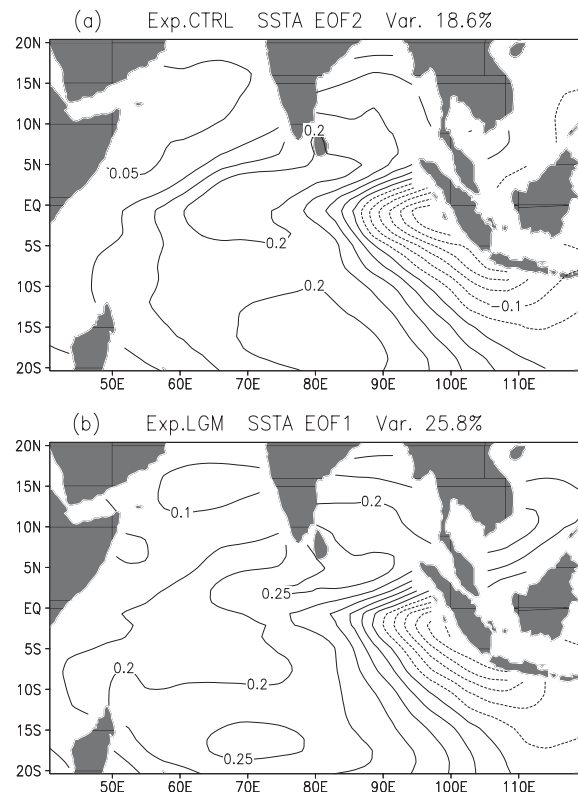 (a) Exp.CTRL SSTA EOF2 Var. 18.6%
20N
15N
10N
5N
EQ
5S
10S
15S
20S
0.2
0.05
0.2
0.2
−0.1
50E 60E 70E 80E 90E 100E 110E
(b) Exp.LGM SSTA EOF1 Var. 25.8%
20N
15N
10N
5N
EQ
5S
10S
15S
20S
0.1
0.2
0.25
0.2
0.2
0.25
50E 60E 70E 80E 90E 100E 110E